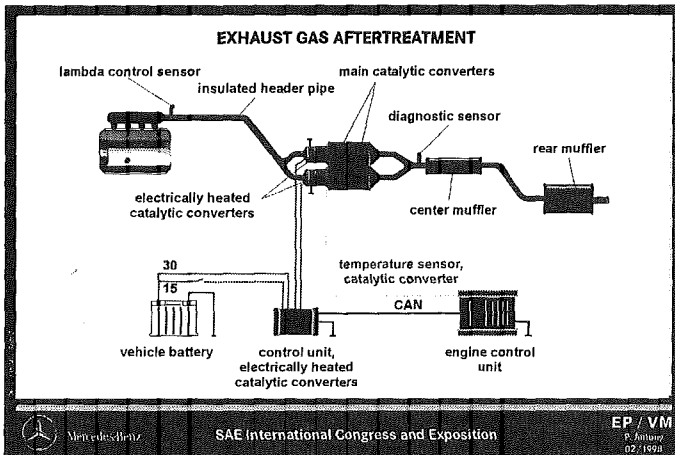 EXHAUST GAS AFTERTREATMENT
lambda control sensor
main catalytic converters
insulated header pipe
diagnostic sensor
rear muffler
electrically heated
catalytic converters
center muffler
30
temperature sensor,
catalytic converter
15
CAN
vehicle battery
control unit,
electrically heated
catalytic converters
engine control
unit
Mercedes-Benz
SAE International Congress and Exposition
EP / VM
P. Antony
02/1998